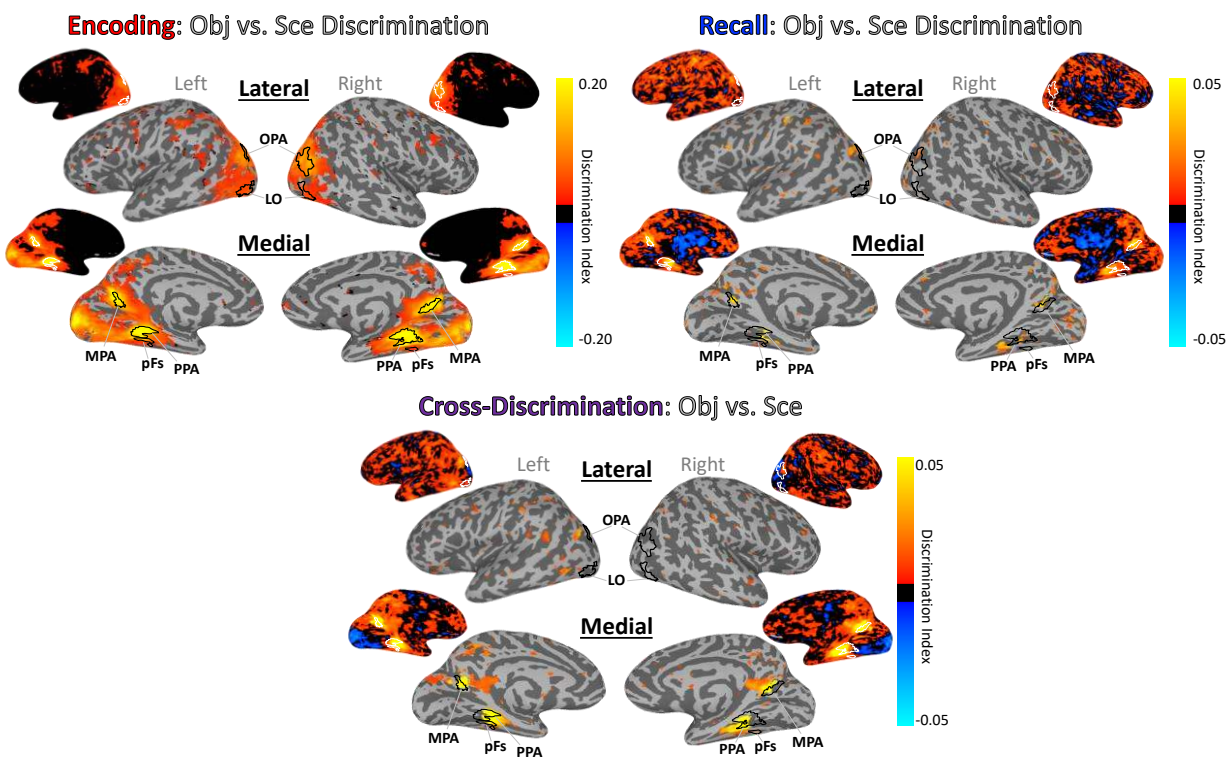 Encoding: Obj vs. Sce Discrimination
Left
Lateral
Right
OPA
LO
Medial
MPA
pFs
PPA
PPA
pFs
MPA
0.20
Discrimination Index
-0.20
Recall: Obj vs. Sce Discrimination
Left
Lateral
Right
OPA
LO
Medial
MPA
pFs
PPA
PPA
pFs
MPA
0.05
Discrimination Index
-0.05
Cross-Discrimination: Obj vs. Sce
Left
Lateral
Right
OPA
LO
Medial
MPA
pFs
PPA
PPA
pFs
MPA
0.05
Discrimination Index
-0.05